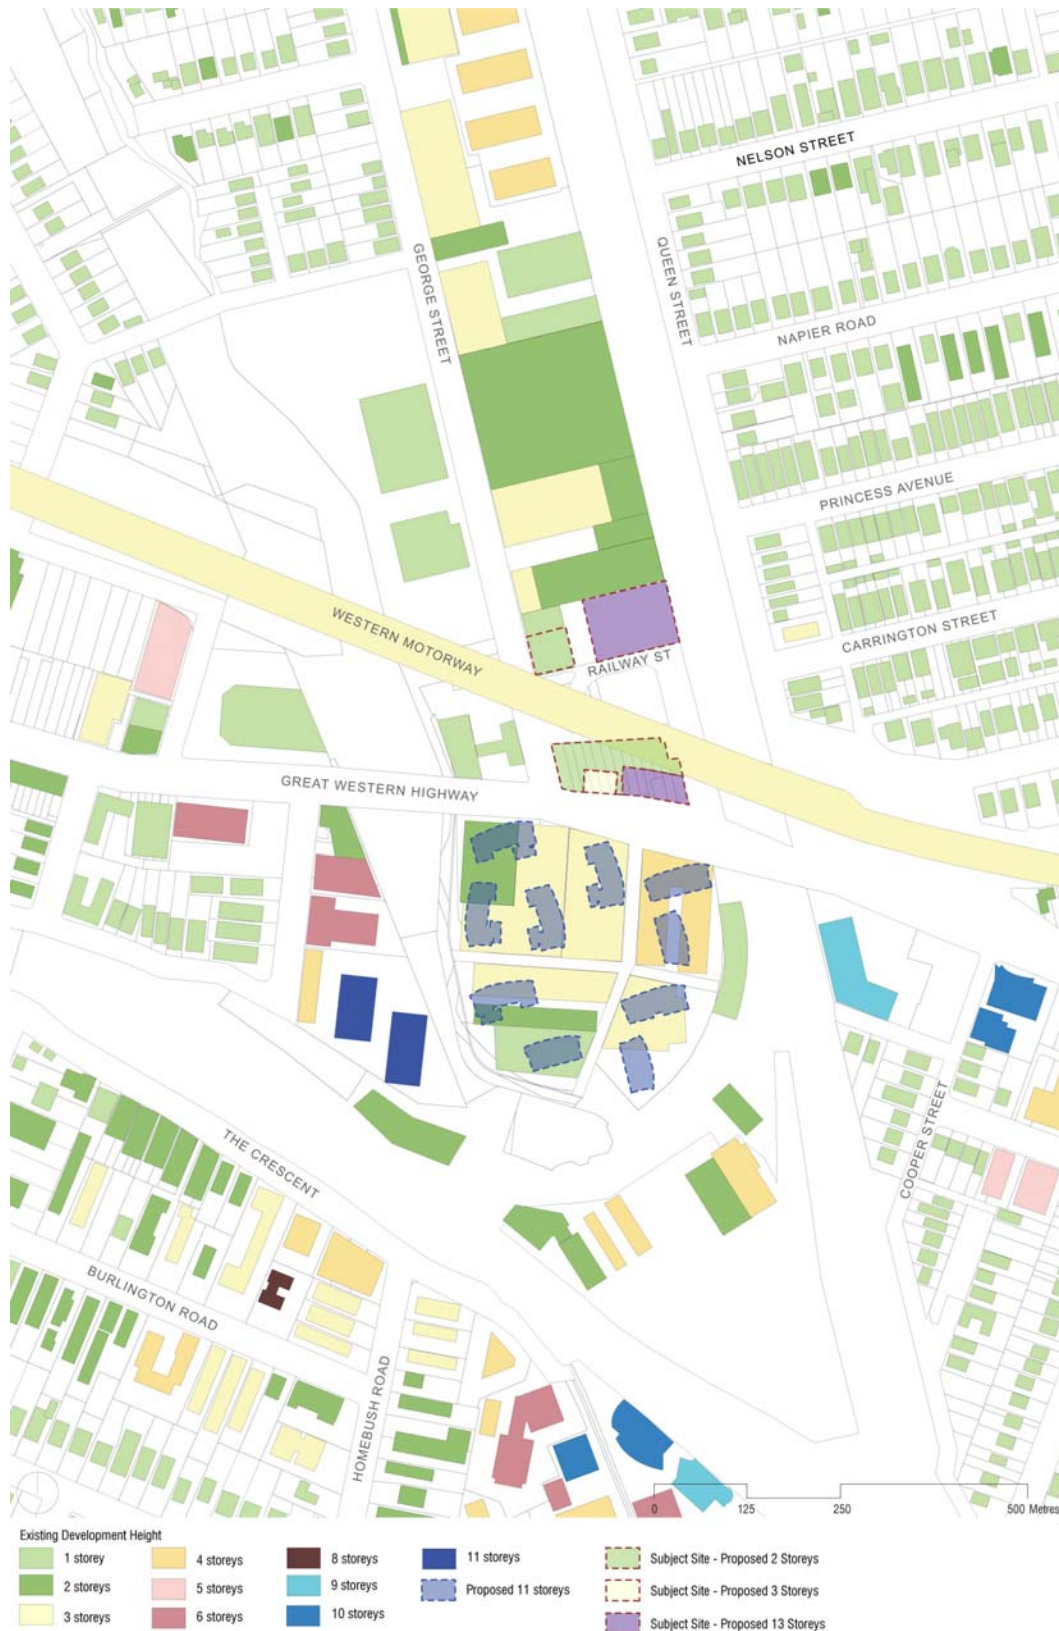 NELSON STREET
GEORGE STREET
QUEEN STREET
NAPIER ROAD
PRINCESS AVENUE
CARRINGTON STREET
WESTERN MOTORWAY
RAILWAY ST
GREAT WESTERN HIGHWAY
COOPER STREET
THE CRESCENT
BURLINGTON ROAD
HOMEBUSH ROAD
0 125 250 500 Metres
Existing Development Height
1 storey
2 storeys
3 storeys
4 storeys
5 storeys
6 storeys
8 storeys
9 storeys
10 storeys
11 storeys
Proposed 11 storeys
Subject Site - Proposed 2 Storeys
Subject Site - Proposed 3 Storeys
Subject Site - Proposed 13 Storeys